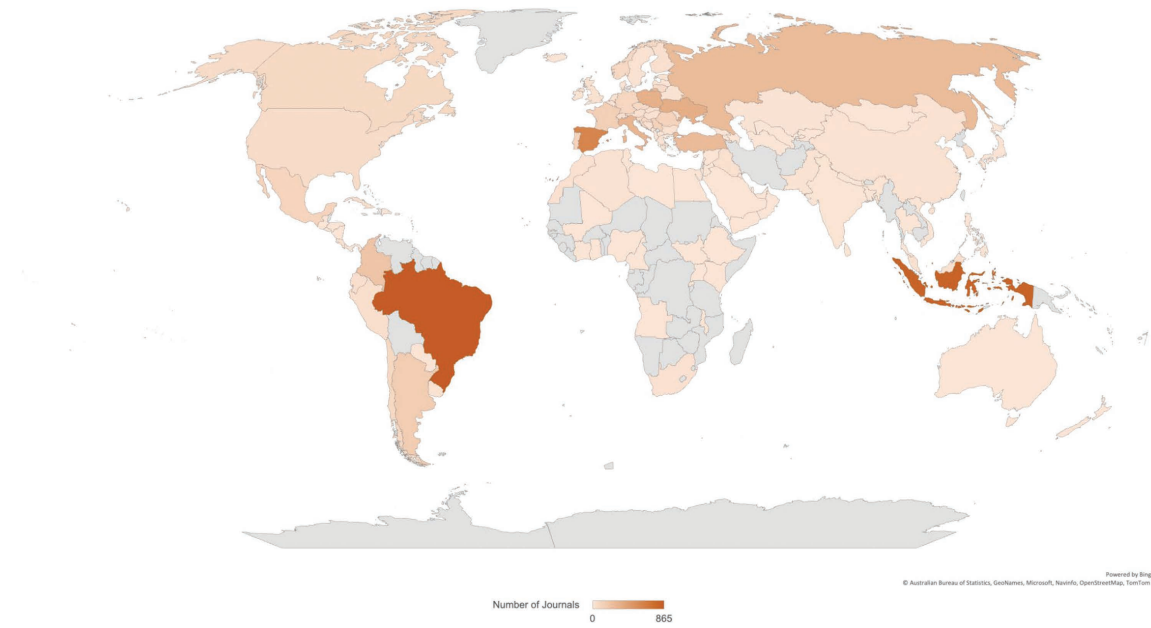 Powered by Bing
© Australian Bureau of Statistics, GeoNames, Microsoft, Navinfo, OpenStreetMap, TomTom
Number of Journals
0
865